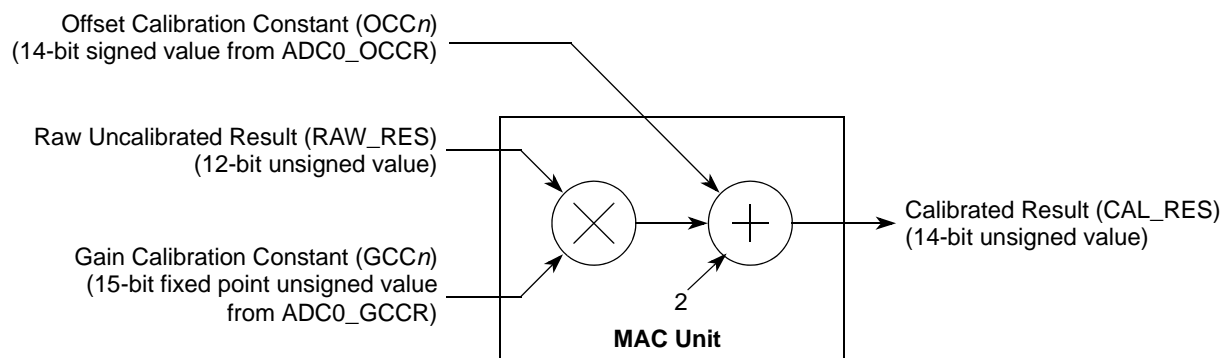 Offset Calibration Constant (OCCn)
(14-bit signed value from ADC0_OCCR)
Raw Uncalibrated Result (RAW_RES)
(12-bit unsigned value)
Gain Calibration Constant (GCCn)
(15-bit fixed point unsigned value
from ADC0_GCCR)
2
MAC Unit
Calibrated Result (CAL_RES)
(14-bit unsigned value)